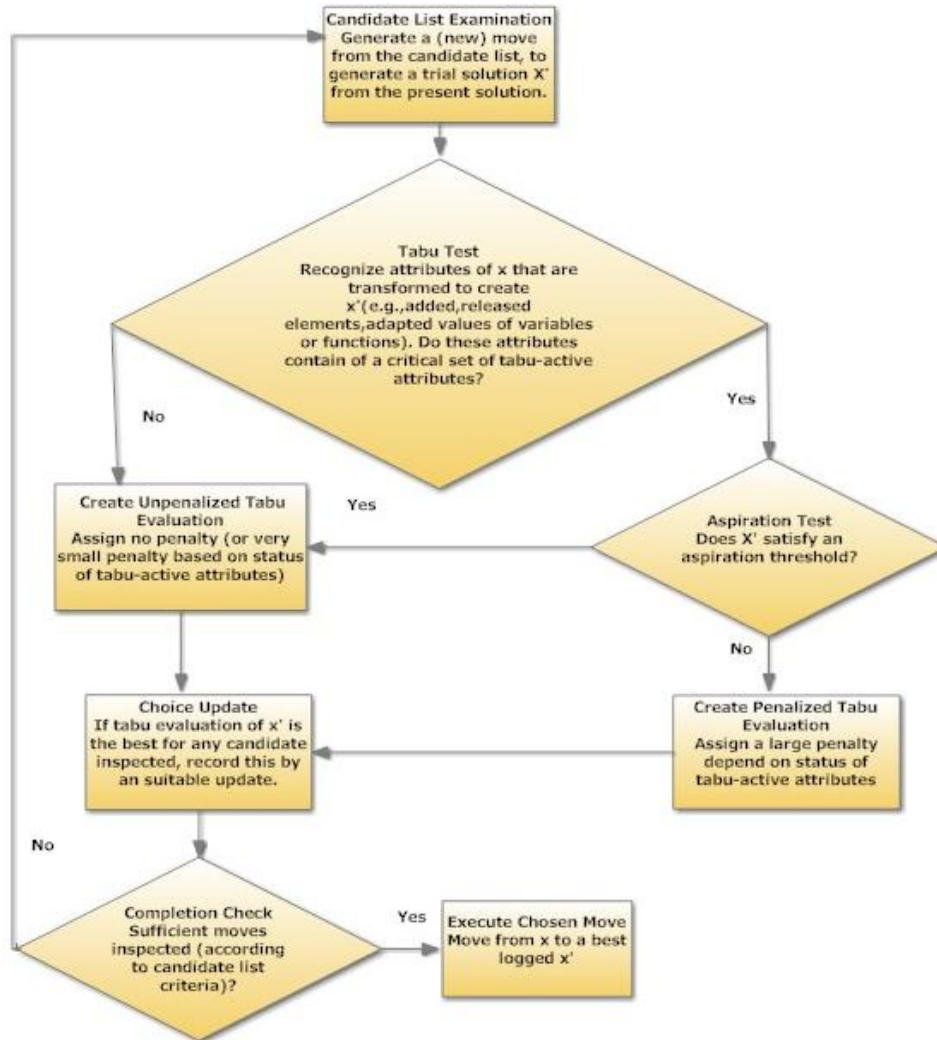 Candidate List Examination
Generate a (new) move
from the candidate list, to
generate a trial solution X'
from the present solution.
Tabu Test
Recognize attributes of x that are
transformed to create
x'(e.g.,added,released
elements,adapted values of variables
or functions). Do these attributes
contain of a critical set of tabu-active
attributes?
No
Yes
Create Unpenalized Tabu
Evaluation
Assign no penalty (or very
small penalty based on status
of tabu-active attributes)
Yes
Aspiration Test
Does X' satisfy an
aspiration threshold?
No
Choice Update
If tabu evaluation of x' is
the best for any candidate
inspected, record this by
an suitable update.
Create Penalized Tabu
Evaluation
Assign a large penalty
depend on status of
tabu-active attributes
No
Completion Check
Sufficient moves
inspected (according
to candidate list
criteria)?
Yes
Execute Chosen Move
Move from x to a best
logged x'